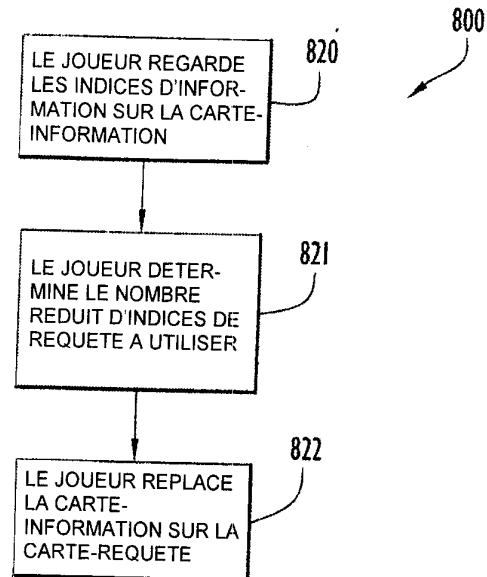 800
820
LE JOUEUR REGARDE
LES INDICES D'INFOR-
MATION SUR LA CARTE-
INFORMATION
821
LE JOUEUR DETER-
MINE LE NOMBRE
REDUIT D'INDICES DE
REQUETE A UTILISER
822
LE JOUEUR REPLACE
LA CARTE-
INFORMATION SUR LA
CARTE-REQUETE